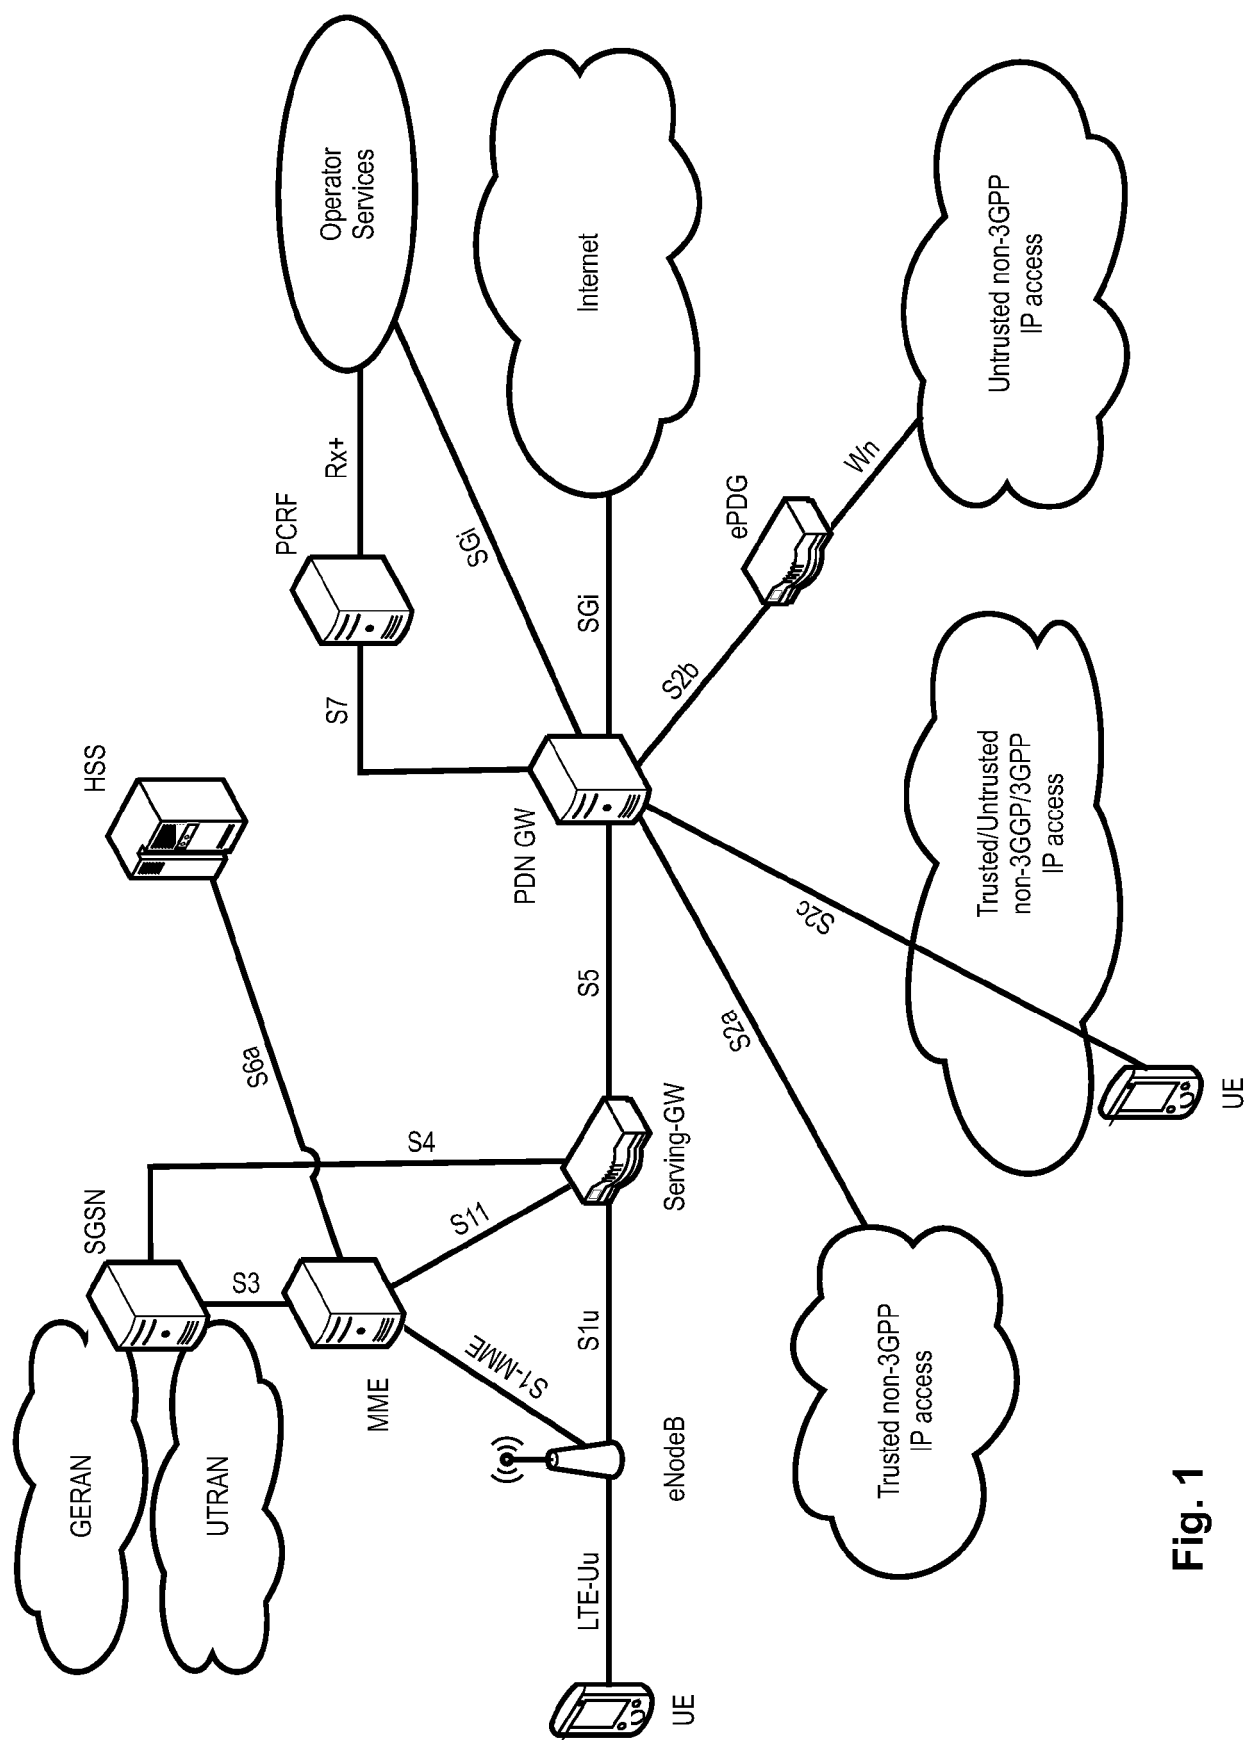 GERAN
UTRAN
SGSN
S3
MME
S6a
HSS
S4
S11
S1-MME
UE
LTE-Uu
eNodeB
S1u
Serving-GW
S5
PDN GW
S7
PCRF
Rx+
Operator
Services
SGi
SGi
Internet
S2a
S2c
S2b
ePDG
Wn
Trusted non-3GPP
IP access
Trusted/Untrusted
non-3GGP/3GPP
IP access
Untrusted non-3GPP
IP access
UE
Fig. 1